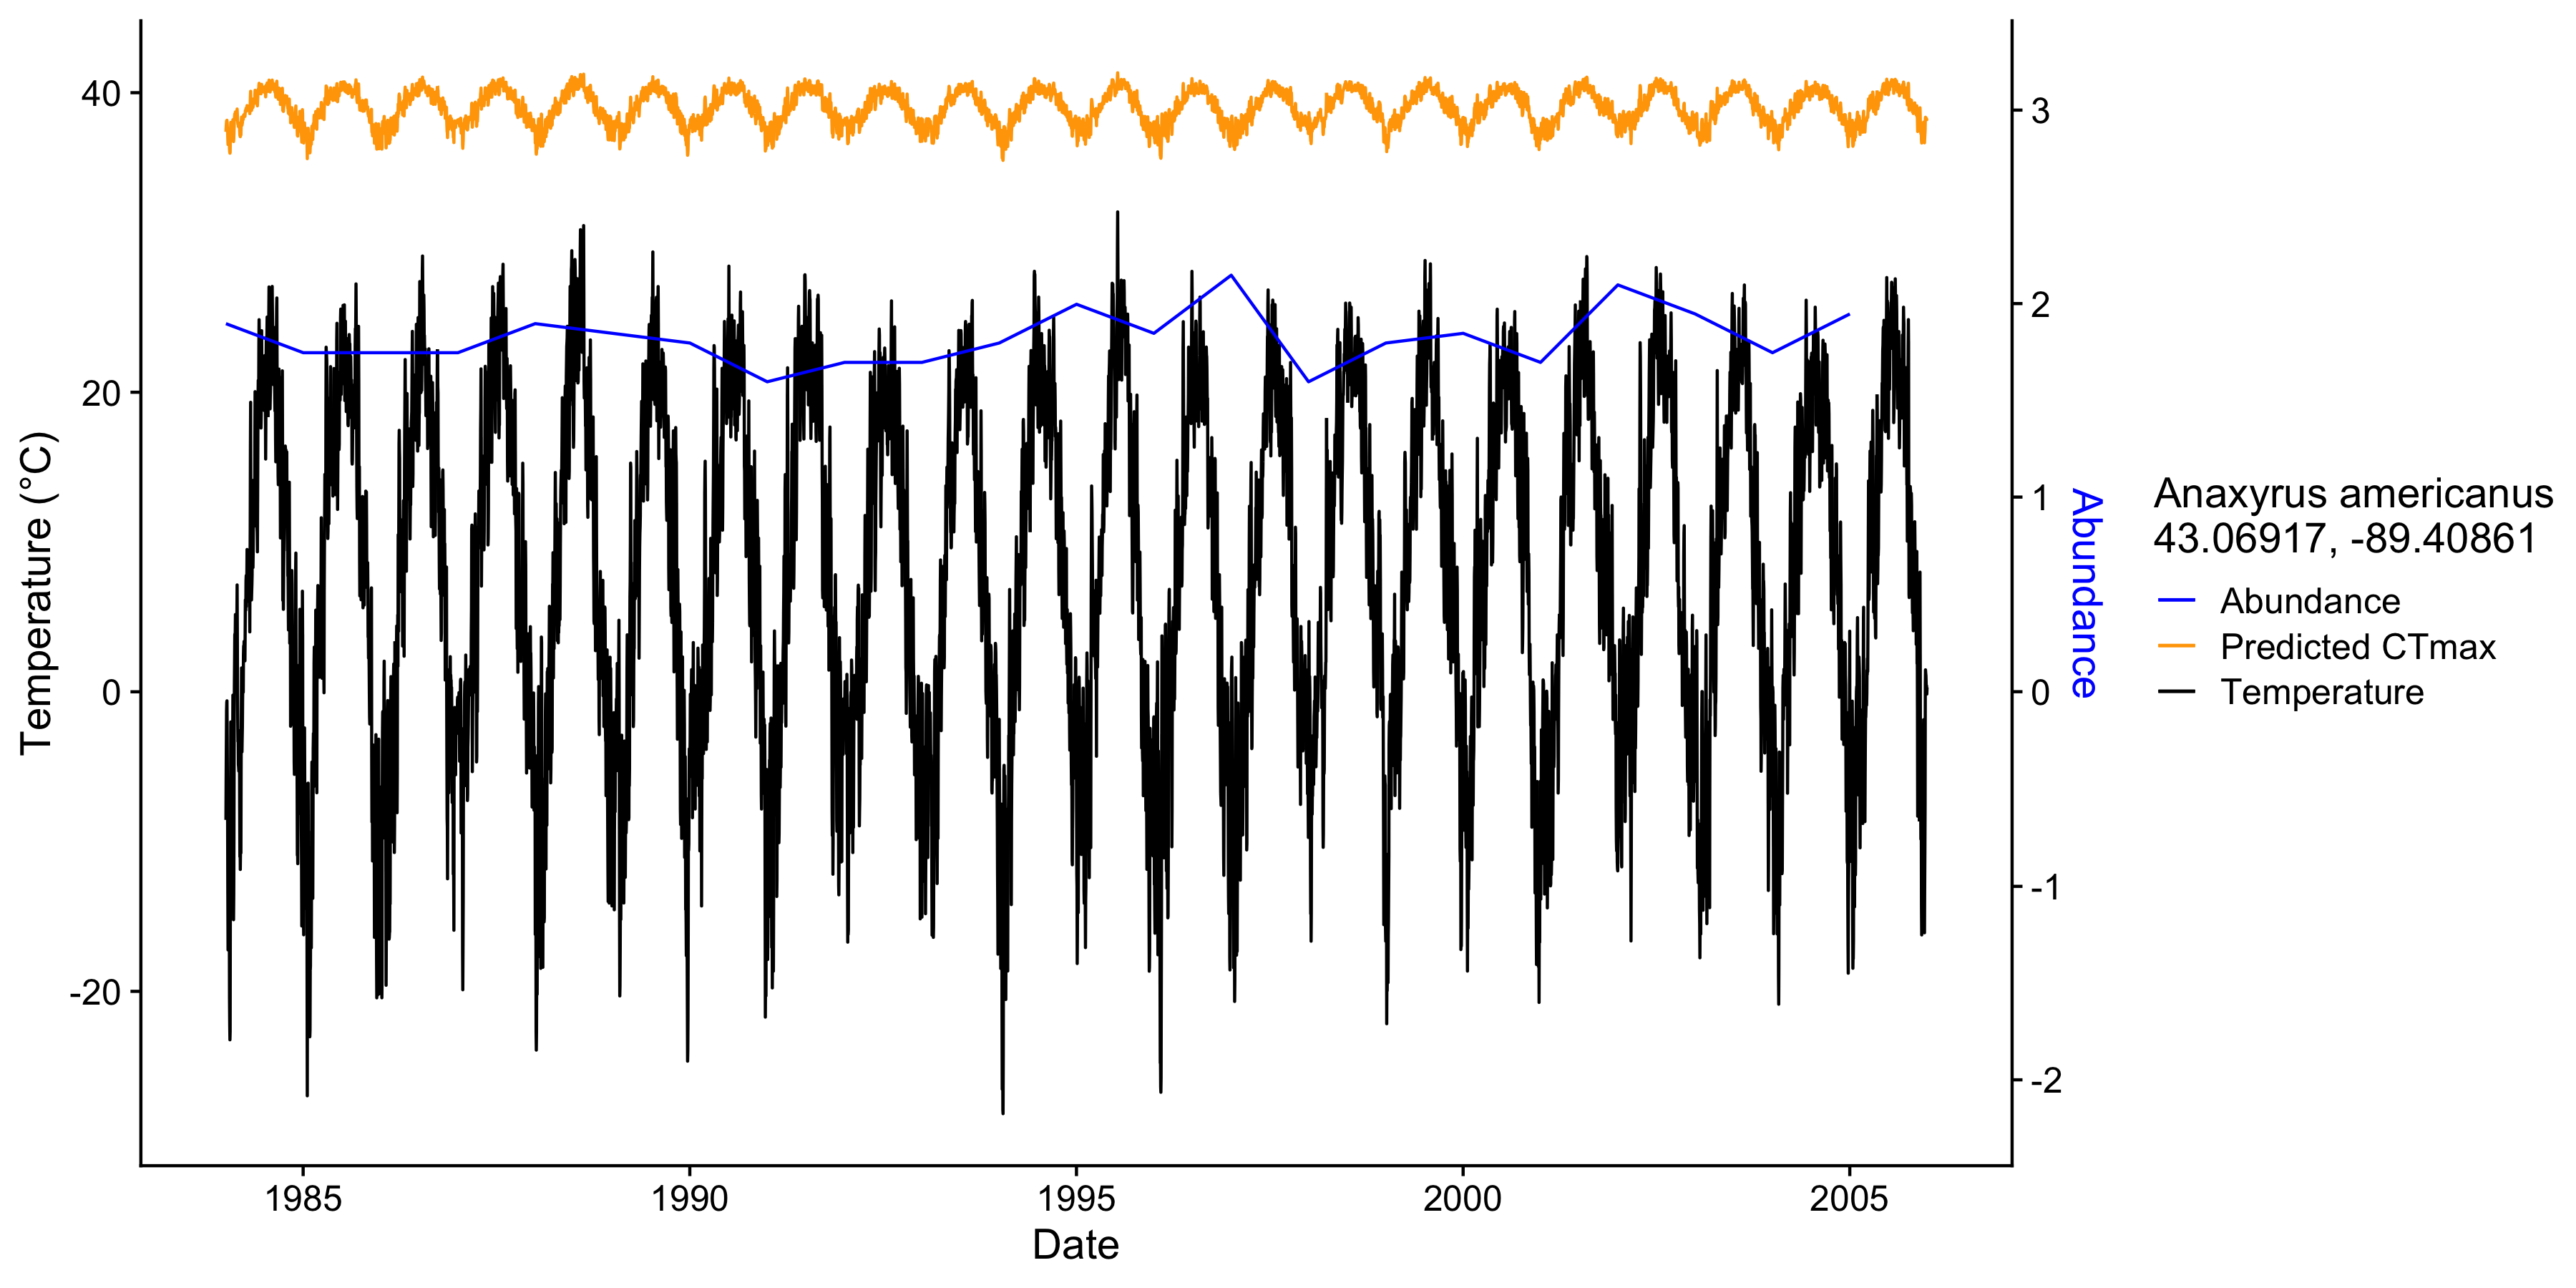 40
20
0
-20
Temperature (°C)
1985
1990
1995
2000
2005
Date
3
2
1
0
-1
-2
Abundance
Anaxyrus americanus
43.06917, -89.40861
Abundance
Predicted CTmax
Temperature